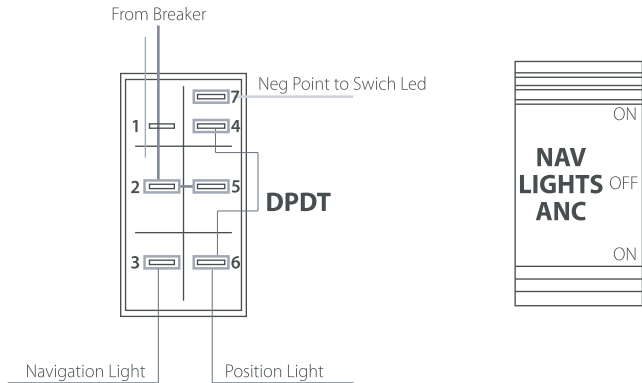 From Breaker
Neg Point to Swich Led
7
1
4
2
5
DPDT
3
6
Navigation Light
Position Light
ON
NAV
LIGHTS OFF
ANC
ON